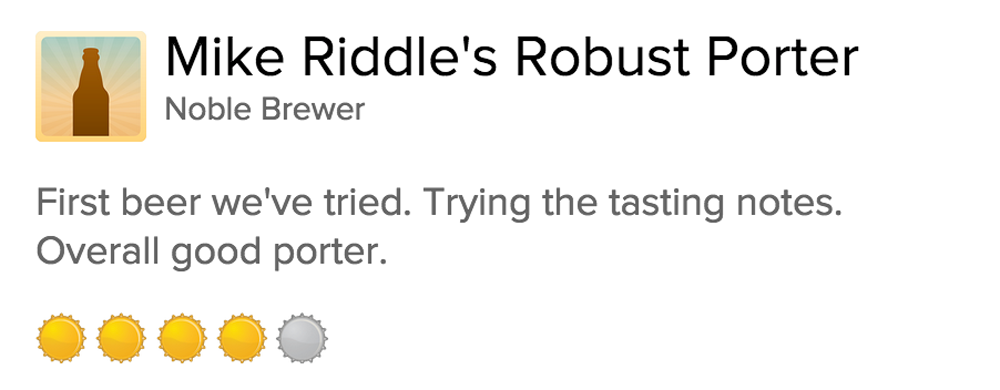 Mike Riddle's Robust Porter
Noble Brewer
First beer we've tried. Trying the tasting notes.
Overall good porter.